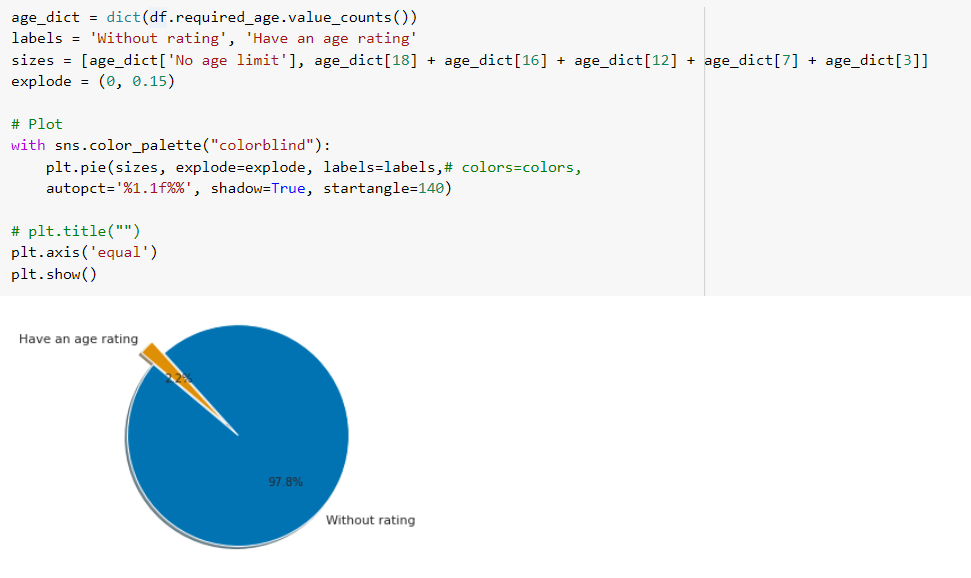 age_dict = dict(df.required_age.value_counts())
labels = 'Without rating', 'Have an age rating'
sizes = [age_dict['No age limit'], age_dict[18] + age_dict[16] + age_dict[12] + age_dict[7] + age_dict[3]]
explode = (0, 0.15)
# Plot
with sns.color_palette("colorblind"):
    plt.pie(sizes, explode=explode, labels=labels,# colors=colors,
    autopct='%1.1f%%', shadow=True, startangle=140)
# plt.title("")
plt.axis('equal')
plt.show()
Have an age rating
2.2%
97.8%
Without rating